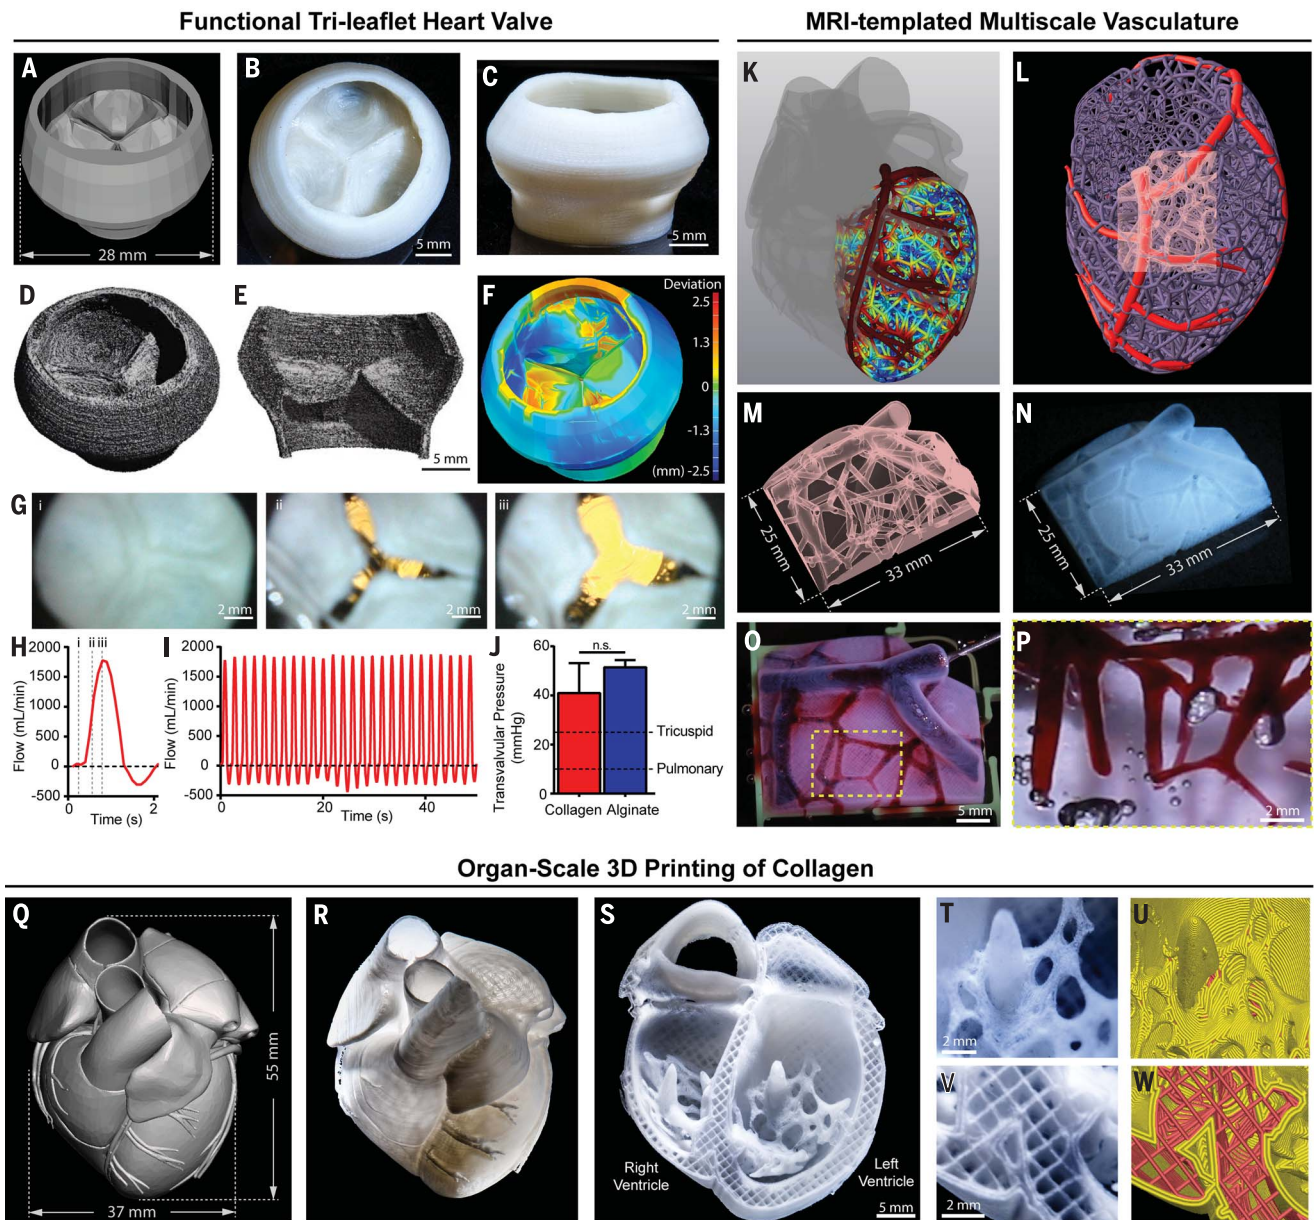 Functional Tri-leaflet Heart Valve
MRI-templated Multiscale Vasculature
A
28 mm
B
5 mm
C
5 mm
D
E
5 mm
F
Deviation
2.5
1.3
0
-1.3
(mm) -2.5
G
i
2 mm
ii
2 mm
iii
2 mm
H
i ii iii
2000
1500
1000
500
0
-500
Flow (mL/min)
0 1 2
Time (s)
I
2000
1500
1000
500
0
-500
Flow (mL/min)
0 20 40
Time (s)
J
60
40
20
0
Transvalvular Pressure
(mmHg)
n.s.
Tricuspid
Pulmonary
Collagen Alginate
K
L
M
25 mm
33 mm
N
25 mm
33 mm
O
5 mm
P
2 mm
Organ-Scale 3D Printing of Collagen
Q
55 mm
37 mm
R
S
Right
Ventricle
Left
Ventricle
5 mm
T
2 mm
U
V
2 mm
W